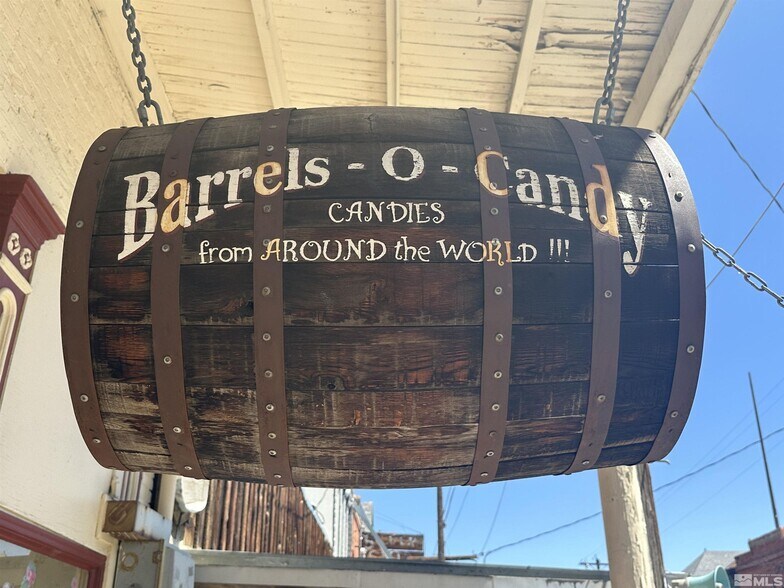 Barrels - O - Candy
CANDIES
from AROUND the WORLD !!!
MLS